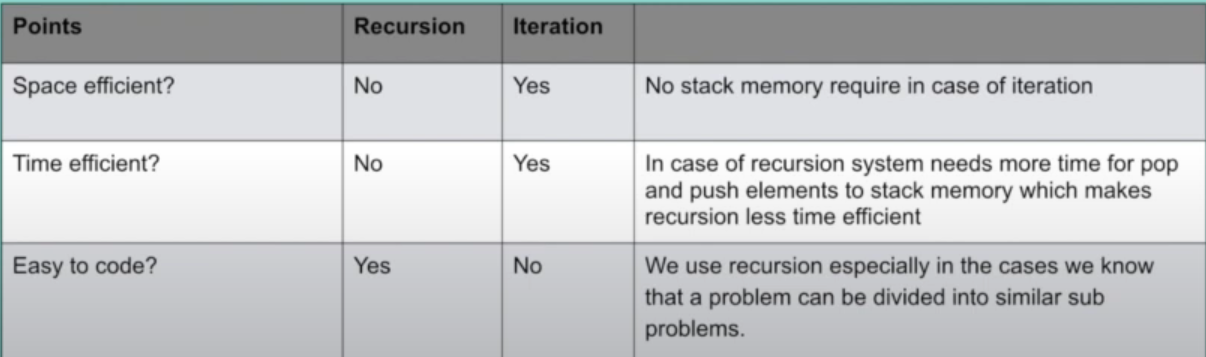 Points Recursion Iteration
Space efficient? No Yes No stack memory require in case of iteration
Time efficient? No Yes In case of recursion system needs more time for pop
and push elements to stack memory which makes
recursion less time efficient
Easy to code? Yes No We use recursion especially in the cases we know
that a problem can be divided into similar sub
problems.